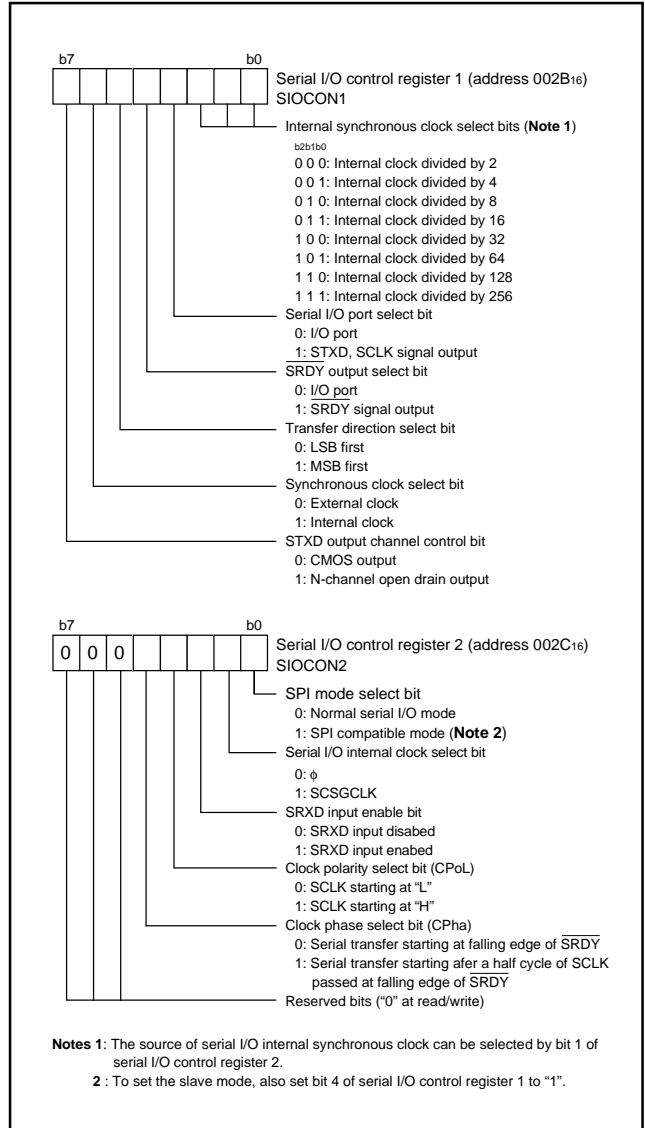 b7 b0
Serial I/O control register 1 (address 002B16)
SIOCON1
Internal synchronous clock select bits (Note 1)
b2b1b0
0 0 0: Internal clock divided by 2
0 0 1: Internal clock divided by 4
0 1 0: Internal clock divided by 8
0 1 1: Internal clock divided by 16
1 0 0: Internal clock divided by 32
1 0 1: Internal clock divided by 64
1 1 0: Internal clock divided by 128
1 1 1: Internal clock divided by 256
Serial I/O port select bit
0: I/O port
1: STXD, SCLK signal output
SRDY output select bit
0: I/O port
1: SRDY signal output
Transfer direction select bit
0: LSB first
1: MSB first
Synchronous clock select bit
0: External clock
1: Internal clock
STXD output channel control bit
0: CMOS output
1: N-channel open drain output
b7 b0
0 0 0
Serial I/O control register 2 (address 002C16)
SIOCON2
SPI mode select bit
0: Normal serial I/O mode
1: SPI compatible mode (Note 2)
Serial I/O internal clock select bit
0: ϕ
1: SCSGCLK
SRXD input enable bit
0: SRXD input disabed
1: SRXD input enabed
Clock polarity select bit (CPoL)
0: SCLK starting at “L”
1: SCLK starting at “H”
Clock phase select bit (CPha)
0: Serial transfer starting at falling edge of SRDY
1: Serial transfer starting afer a half cycle of SCLK
passed at falling edge of SRDY
Reserved bits (“0” at read/write)
Notes 1: The source of serial I/O internal synchronous clock can be selected by bit 1 of
serial I/O control register 2.
2 : To set the slave mode, also set bit 4 of serial I/O control register 1 to “1”.